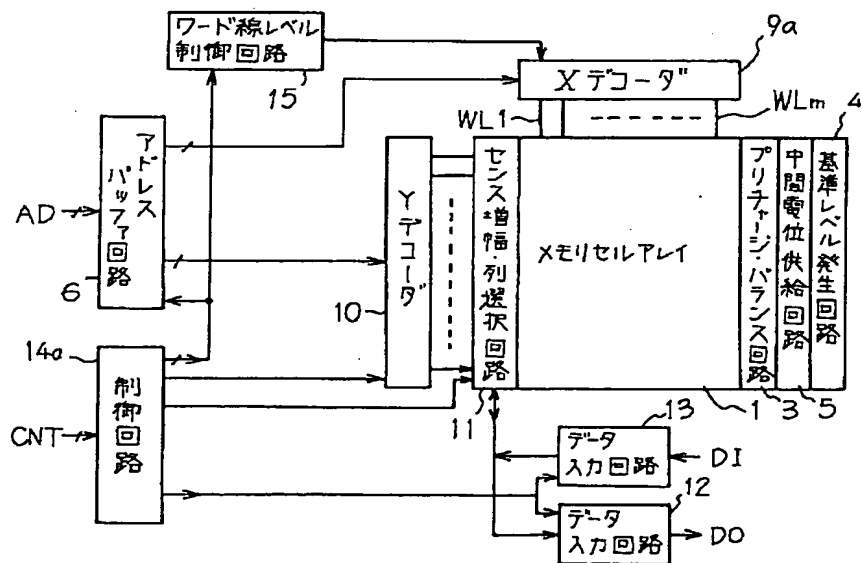 ワード線レベル
制御回路
15
9a
Xデコーダ
WL1
WLm
4
AD
アドレス
バッファ回路
6
Yデコーダ
10
センス増幅・列選択回路
11
メモリセルアレイ
1
プリチャージ・バランス回路
3
中間電位供給回路
5
基準レベル発生回路
14a
制御回路
CNT
13
データ
入力回路
DI
12
データ
入力回路
DO